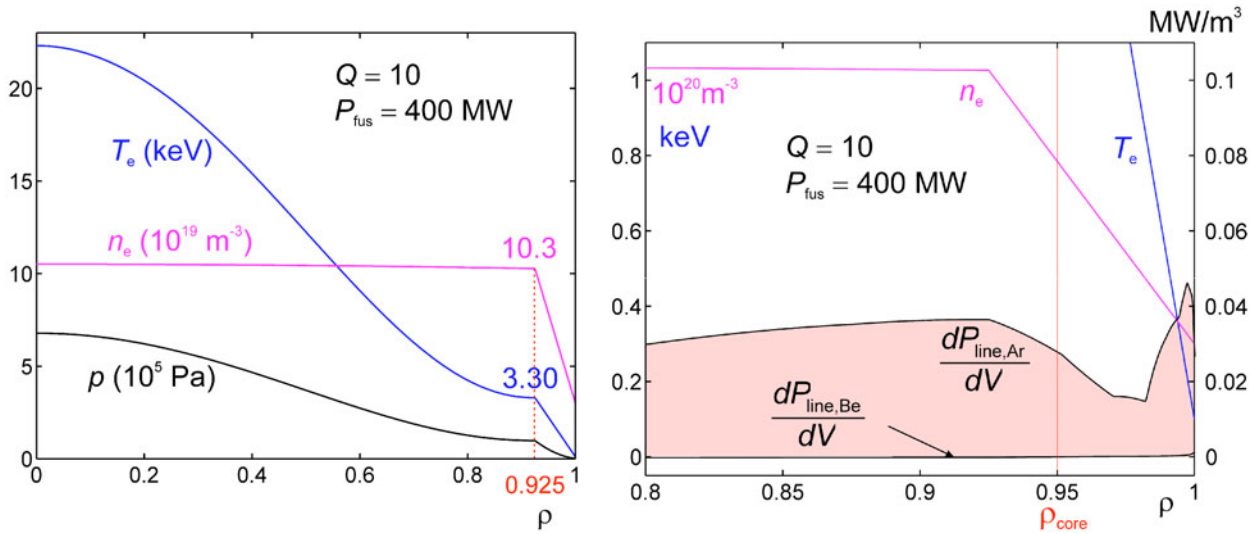 20
15
10
5
0
0
0.2
0.4
0.6
0.8
1
0.925
ρ
Q = 10
P_fus = 400 MW
T_e (keV)
n_e (10^19 m^-3)
10.3
3.30
p (10^5 Pa)
MW/m^3
1
0.8
0.6
0.4
0.2
0
10^20 m^-3
keV
n_e
T_e
Q = 10
P_fus = 400 MW
dP_line,Ar
dV
dP_line,Be
dV
0.1
0.08
0.06
0.04
0.02
0
0.8
0.85
0.9
0.95
1
ρ_core
ρ